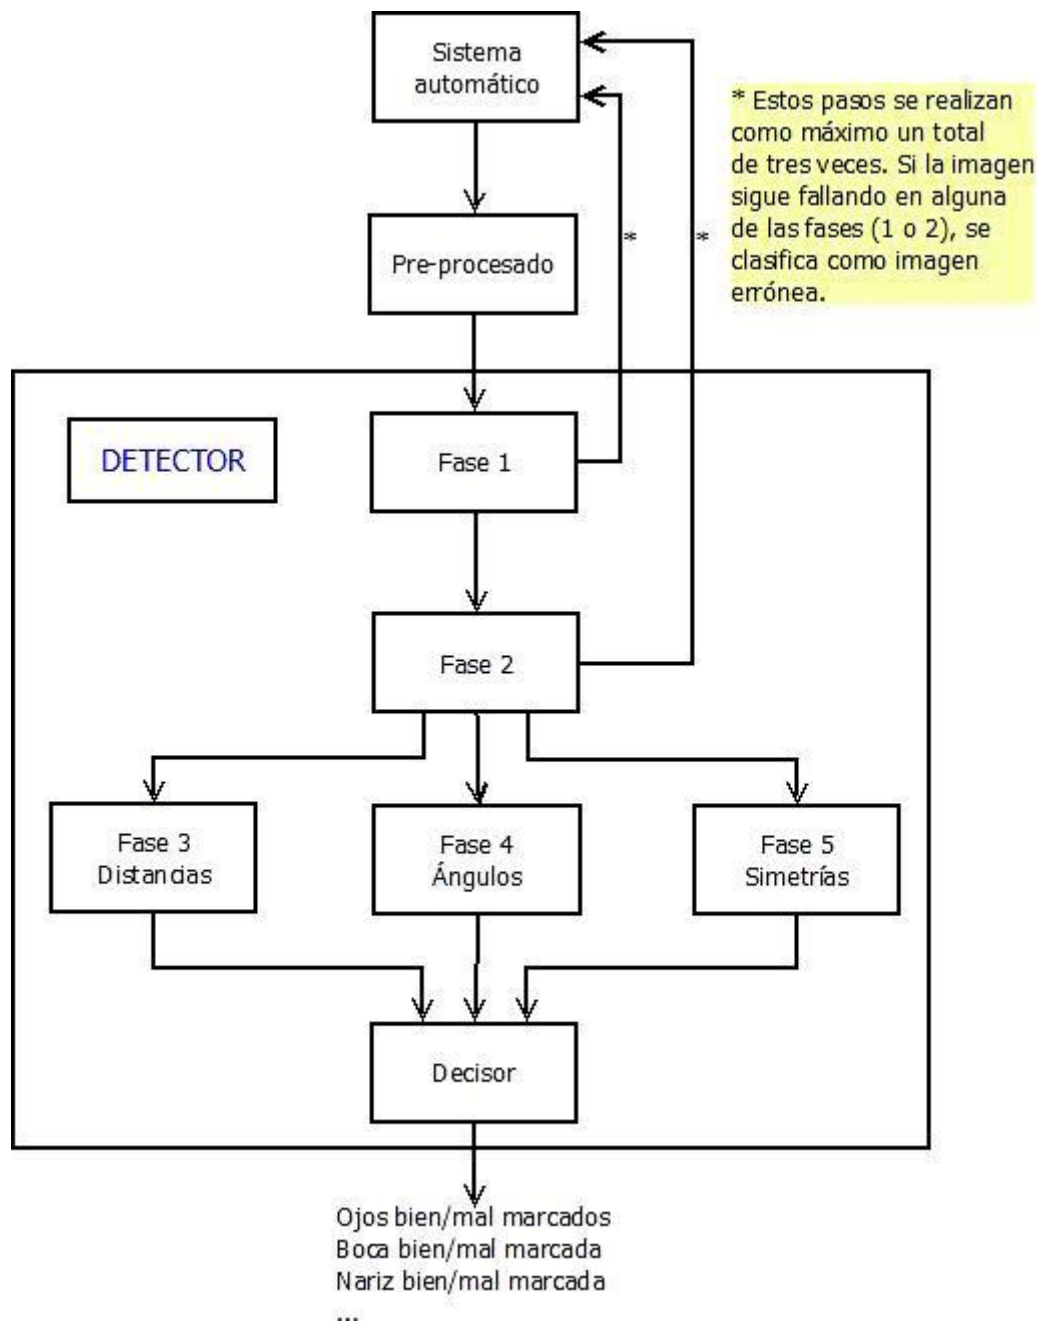 Sistema
automático
* Estos pasos se realizan
como máximo un total
de tres veces. Si la imagen
sigue fallando en alguna
de las fases (1 o 2), se
clasifica como imagen
errónea.
Pre-procesado
*
*
DETECTOR
Fase 1
Fase 2
Fase 3
Distancias
Fase 4
Ángulos
Fase 5
Simetrías
Decisor
Ojos bien/mal marcados
Boca bien/mal marcada
Nariz bien/mal marcada
...